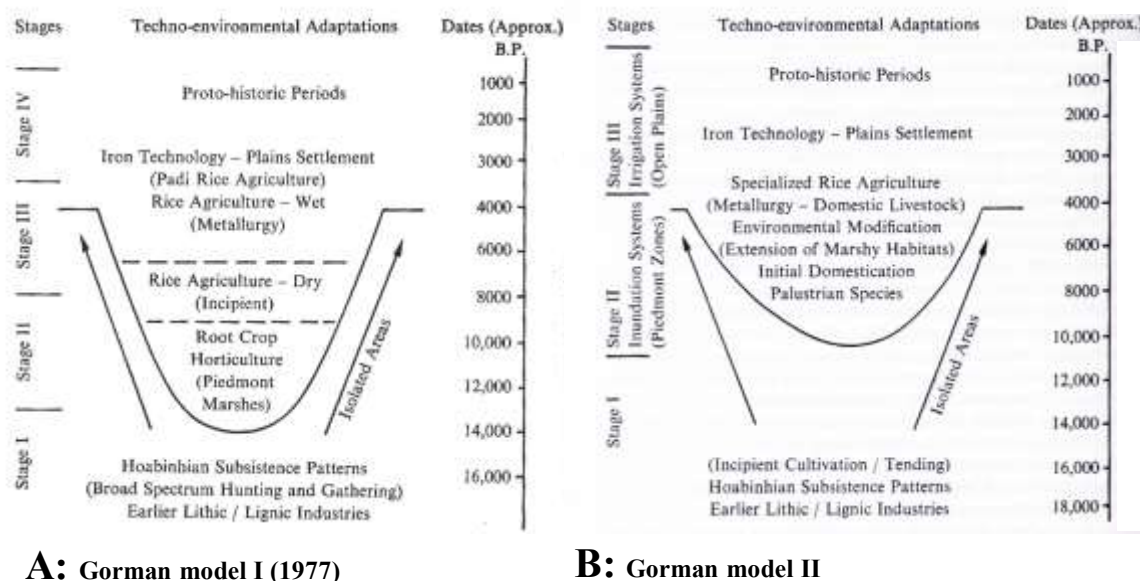 Stages Techno-environmental Adaptations Dates (Approx.)
B.P.
Stage IV
Stage III
Stage II
Stage I
Proto-historic Periods
Iron Technology – Plains Settlement
(Padi Rice Agriculture)
Rice Agriculture – Wet
(Metallurgy)
Rice Agriculture – Dry
(Incipient)
Root Crop
Horticulture
(Piedmont
Marshes)
Isolated Areas
Hoabinhian Subsistence Patterns
(Broad Spectrum Hunting and Gathering)
Earlier Lithic / Lignic Industries
1000
2000
3000
4000
6000
8000
10,000
12,000
14,000
16,000
A: Gorman model I (1977)
Stages Techno-environmental Adaptations Dates (Approx.)
B.P.
Stage III
Irrigation Systems
(Open Plains)
Stage II
Inundation Systems
(Piedmont Zones)
Stage I
Proto-historic Periods
Iron Technology – Plains Settlement
Specialized Rice Agriculture
(Metallurgy – Domestic Livestock)
Environmental Modification
(Extension of Marshy Habitats)
Initial Domestication
Palustrian Species
Isolated Areas
(Incipient Cultivation / Tending)
Hoabinhian Subsistence Patterns
Earlier Lithic / Lignic Industries
1000
2000
3000
4000
6000
8000
10,000
12,000
14,000
16,000
18,000
B: Gorman model II